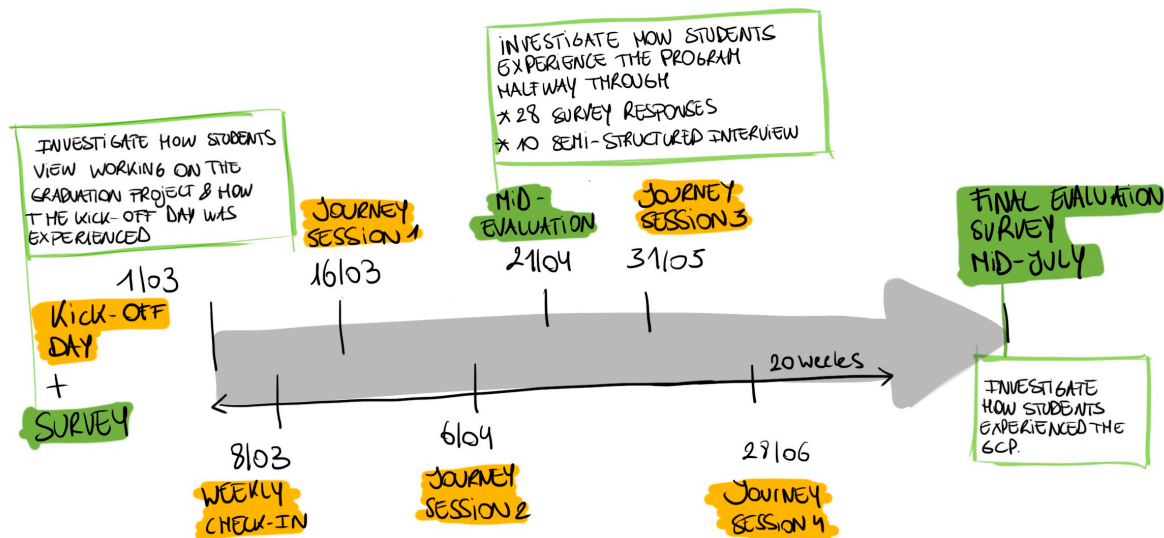 INVESTIGATE HOW STUDENTS
EXPERIENCE THE PROGRAM
HALFWAY THROUGH
* 28 SURVEY RESPONSES
* 10 SEMI-STRUCTURED INTERVIEW
INVESTIGATE HOW STUDENTS
VIEW WORKING ON THE
GRADUATION PROJECT & HOW
THE KICK-OFF DAY WAS
EXPERIENCED
1/03
KICK-OFF
DAY
+
SURVEY
JOURNEY
SESSION 1
16/03
MID-
EVALUATION
21/04
JOURNEY
SESSION 3
31/05
FINAL EVALUATION
SURVEY
MID-JULY
20 weeks
8/03
WEEKLY
CHECK-IN
6/04
JOURNEY
SESSION 2
28/06
JOURNEY
SESSION 4
INVESTIGATE
HOW STUDENTS
EXPERIENCED THE
GCP.